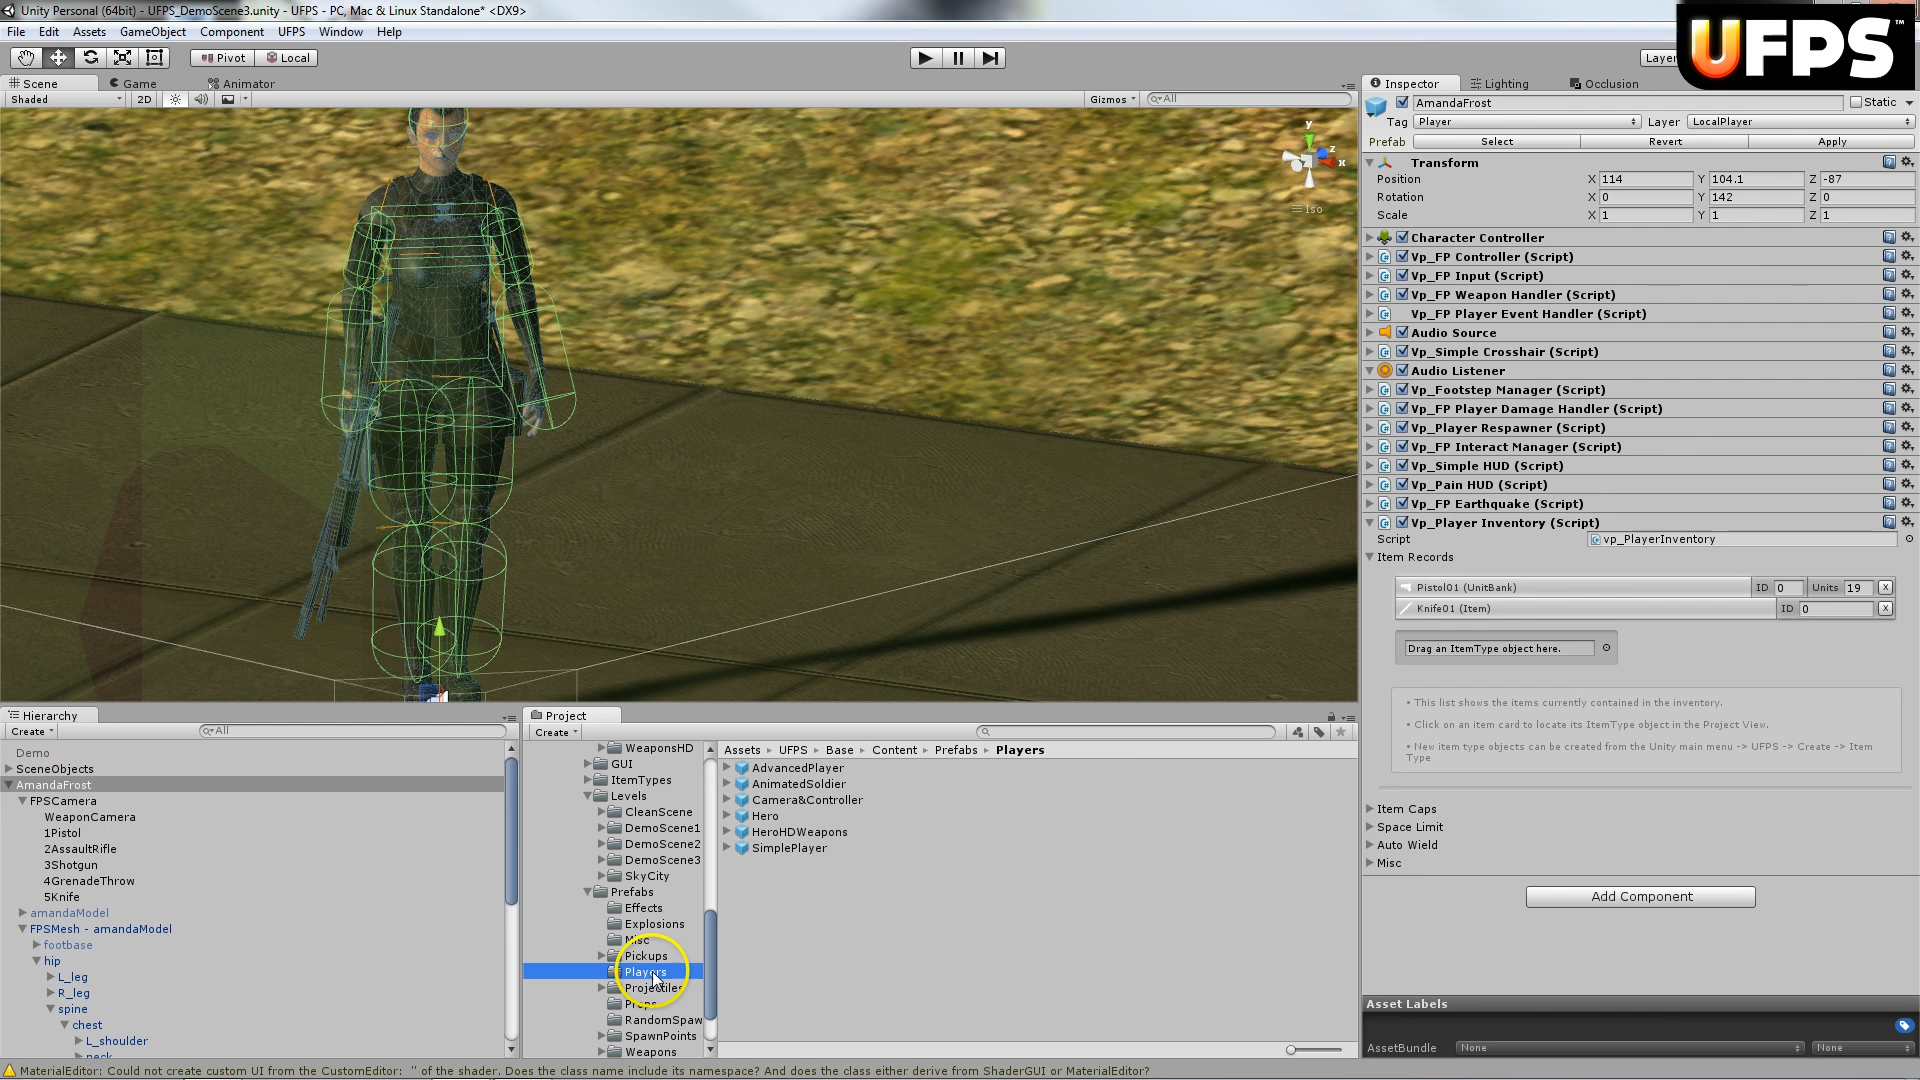 Unity Personal (64bit) - UFPS_DemoScene3.unity - UFPS - PC, Mac & Linux Standalone* <DX9>
UFPS™
File Edit Assets GameObject Component UFPS Window Help
Pivot Local
Layer
Scene Game Animator
Shaded 2D Gizmos All
y z x
Iso
Inspector Lighting Occlusion
AmandaFrost Static
Tag Player Layer LocalPlayer
Prefab Select Revert Apply
Transform
Position X 114 Y 104.1 Z -87
Rotation X 0 Y 142 Z 0
Scale X 1 Y 1 Z 1
Character Controller
Vp_FP Controller (Script)
Vp_FP Input (Script)
Vp_FP Weapon Handler (Script)
Vp_FP Player Event Handler (Script)
Audio Source
Vp_Simple Crosshair (Script)
Audio Listener
Vp_Footstep Manager (Script)
Vp_FP Player Damage Handler (Script)
Vp_Player Respawner (Script)
Vp_FP Interact Manager (Script)
Vp_Simple HUD (Script)
Vp_Pain HUD (Script)
Vp_FP Earthquake (Script)
Vp_Player Inventory (Script)
Script vp_PlayerInventory
Item Records
Pistol01 (UnitBank) ID 0 Units 19 X
Knife01 (Item) ID 0 X
Drag an ItemType object here.
• This list shows the items currently contained in the inventory.
• Click on an item card to locate its ItemType object in the Project View.
• New item type objects can be created from the Unity main menu -> UFPS -> Create -> Item
Type
Item Caps
Space Limit
Auto Wield
Misc
Add Component
Asset Labels
AssetBundle None None
Hierarchy
Create All
Demo
SceneObjects
AmandaFrost
FPSCamera
WeaponCamera
1Pistol
2AssaultRifle
3Shotgun
4GrenadeThrow
5Knife
amandaModel
FPSMesh - amandaModel
footbase
hip
L_leg
R_leg
spine
chest
L_shoulder
neck
Project
Create
WeaponsHD
GUI
ItemTypes
Levels
CleanScene
DemoScene1
DemoScene2
DemoScene3
SkyCity
Prefabs
Effects
Explosions
Misc
Pickups
Players
Projectiles
Props
RandomSpaw
SpawnPoints
Weapons
Assets UFPS Base Content Prefabs Players
AdvancedPlayer
AnimatedSoldier
Camera&Controller
Hero
HeroHDWeapons
SimplePlayer
MaterialEditor: Could not create custom UI from the CustomEditor: '' of the shader. Does the class name include its namespace? And does the class either derive from ShaderGUI or MaterialEditor?